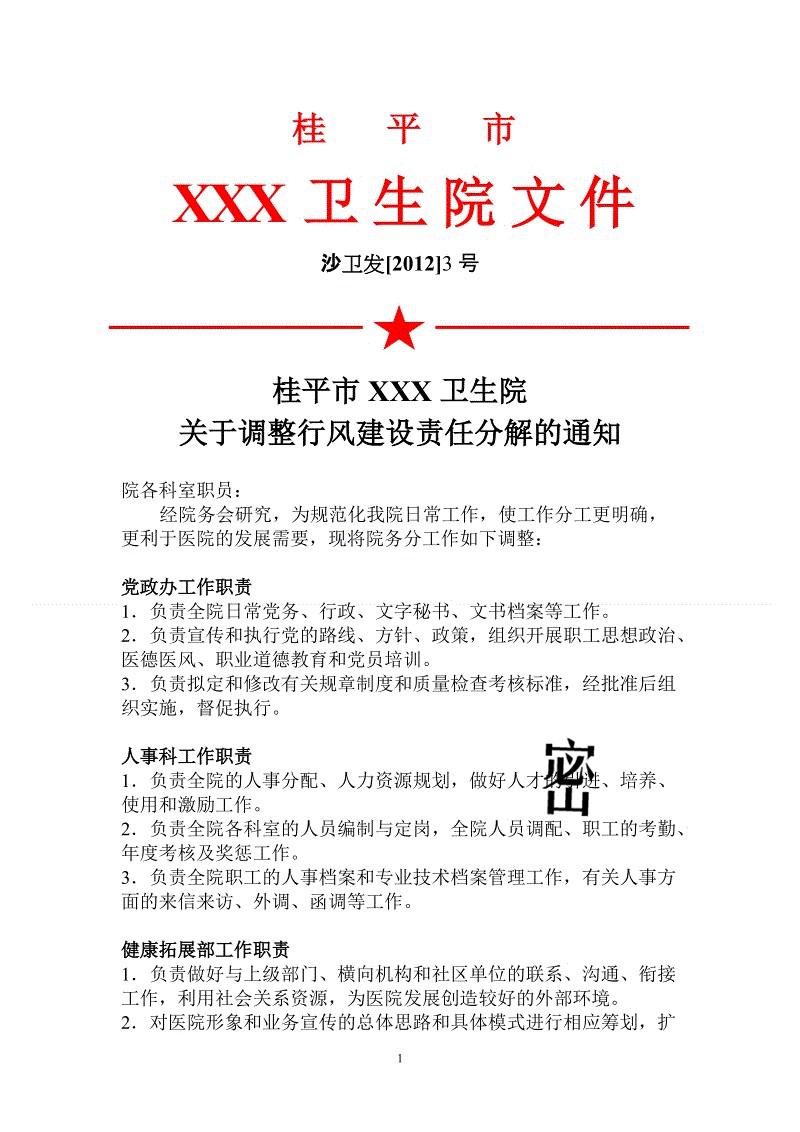 桂 平 市
XXX 卫生院文件
沙卫发[2012]3 号
桂平市 XXX 卫生院
关于调整行风建设责任分解的通知
院各科室职员：
经院务会研究，为规范化我院日常工作，使工作分工更明确，
更利于医院的发展需要，现将院务分工作如下调整：
党政办工作职责
1．负责全院日常党务、行政、文字秘书、文书档案等工作。
2．负责宣传和执行党的路线、方针、政策，组织开展职工思想政治、
医德医风、职业道德教育和党员培训。
3．负责拟定和修改有关规章制度和质量检查考核标准，经批准后组
织实施，督促执行。
人事科工作职责
1．负责全院的人事分配、人力资源规划，做好人才的引进、培养、
使用和激励工作。
密
2．负责全院各科室的人员编制与定岗，全院人员调配、职工的考勤、
年度考核及奖惩工作。
3．负责全院职工的人事档案和专业技术档案管理工作，有关人事方
面的来信来访、外调、函调等工作。
健康拓展部工作职责
1．负责做好与上级部门、横向机构和社区单位的联系、沟通、衔接
工作，利用社会关系资源，为医院发展创造较好的外部环境。
2．对医院形象和业务宣传的总体思路和具体模式进行相应筹划，扩
1